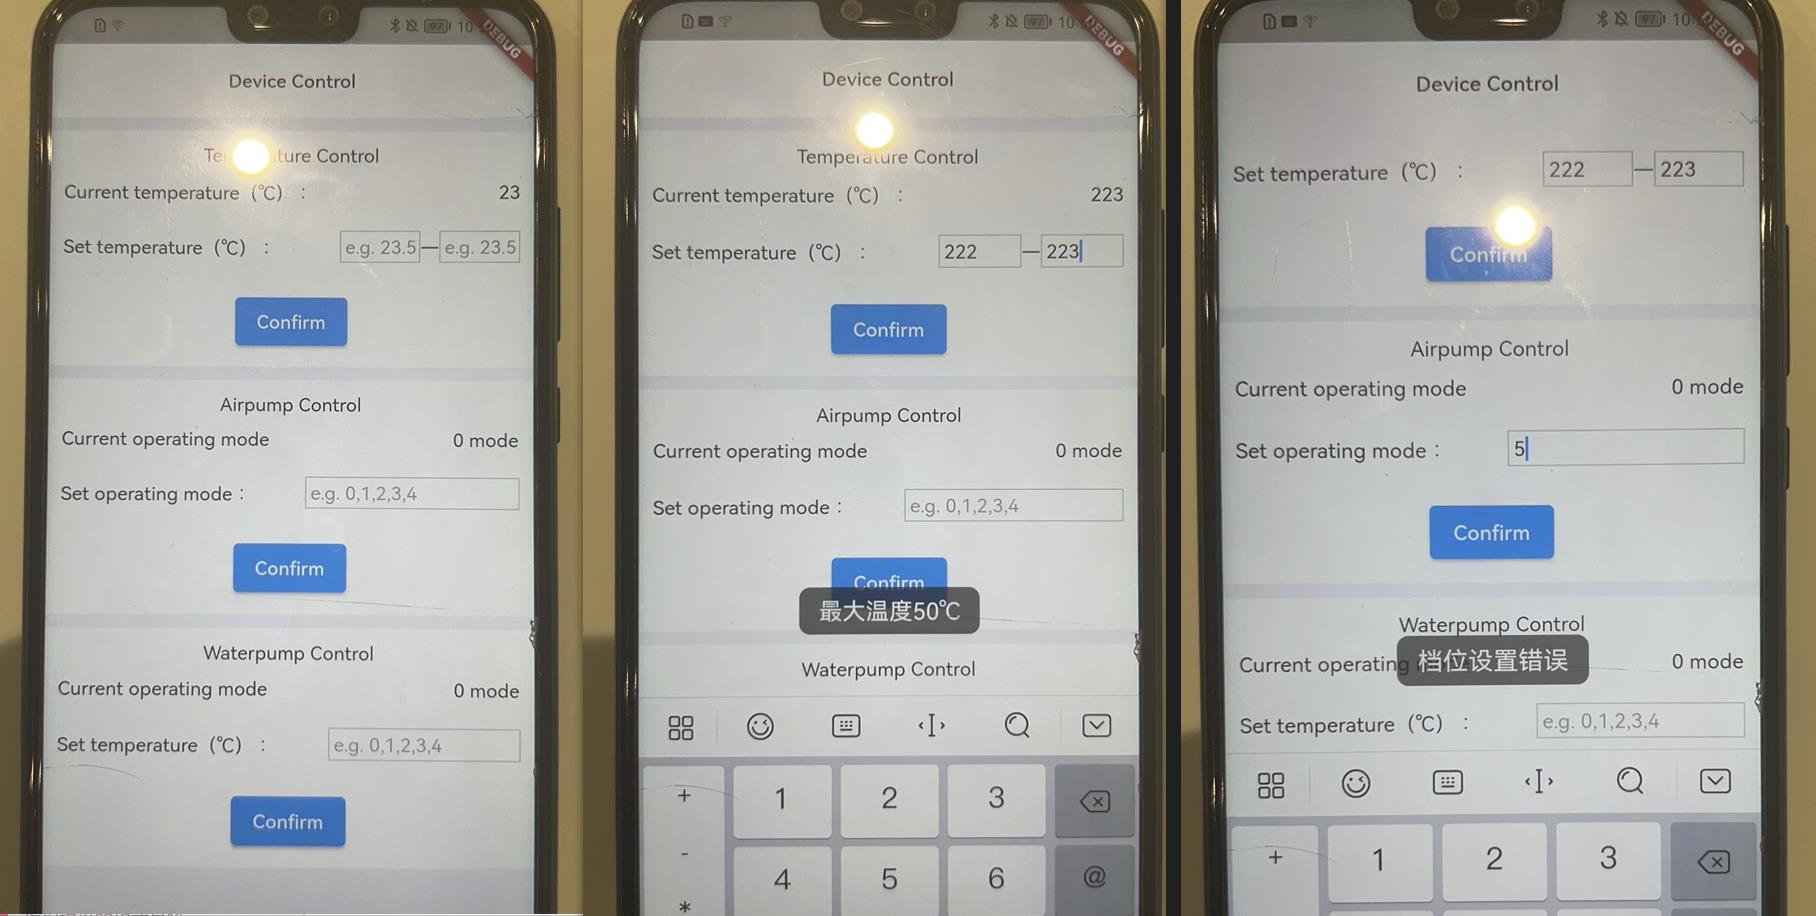 97 10
DEBUG
Device Control
Temperature Control
Current temperature (℃) : 23
Set temperature (℃) : e.g. 23.5—e.g. 23.5
Confirm
Airpump Control
Current operating mode 0 mode
Set operating mode : e.g. 0,1,2,3,4
Confirm
Waterpump Control
Current operating mode 0 mode
Set temperature (℃) : e.g. 0,1,2,3,4
Confirm
97 10
DEBUG
Device Control
Temperature Control
Current temperature (℃) : 223
Set temperature (℃) : 222—223
Confirm
Airpump Control
Current operating mode 0 mode
Set operating mode : e.g. 0,1,2,3,4
Confirm
最大温度50℃
Waterpump Control
+ 1 2 3
-
4 5 6 @
*
97 10
DEBUG
Device Control
Set temperature (℃) : 222—223
Confirm
Airpump Control
Current operating mode 0 mode
Set operating mode : 5
Confirm
Waterpump Control
Current operating 0 mode
档位设置错误
Set temperature (℃) : e.g. 0,1,2,3,4
+ 1 2 3